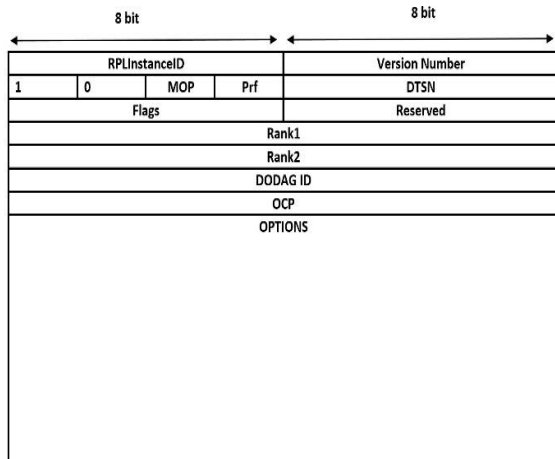 8 bit 8 bit
RPLInstanceID Version Number
1 0 MOP Prf DTSN
Flags Reserved
Rank1
Rank2
DODAG ID
OCP
OPTIONS